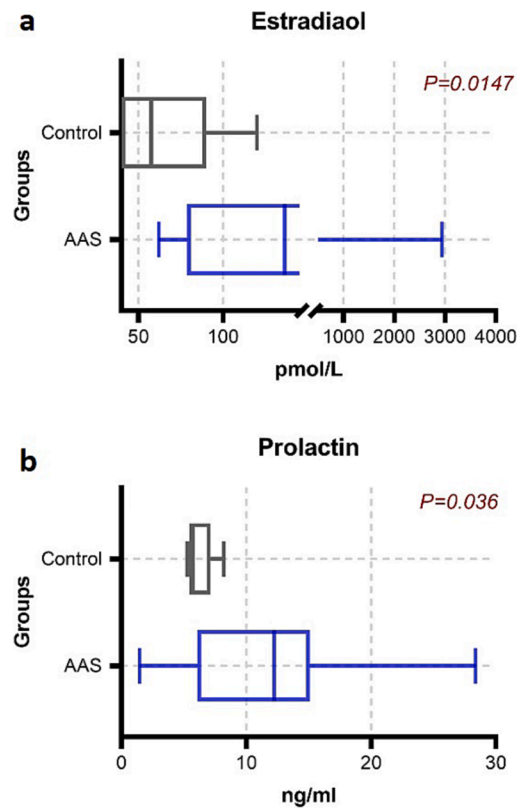 a
Estradiaol
P=0.0147
Groups
Control
AAS
50 100 1000 2000 3000 4000
pmol/L
b
Prolactin
P=0.036
Groups
Control
AAS
0 10 20 30
ng/ml